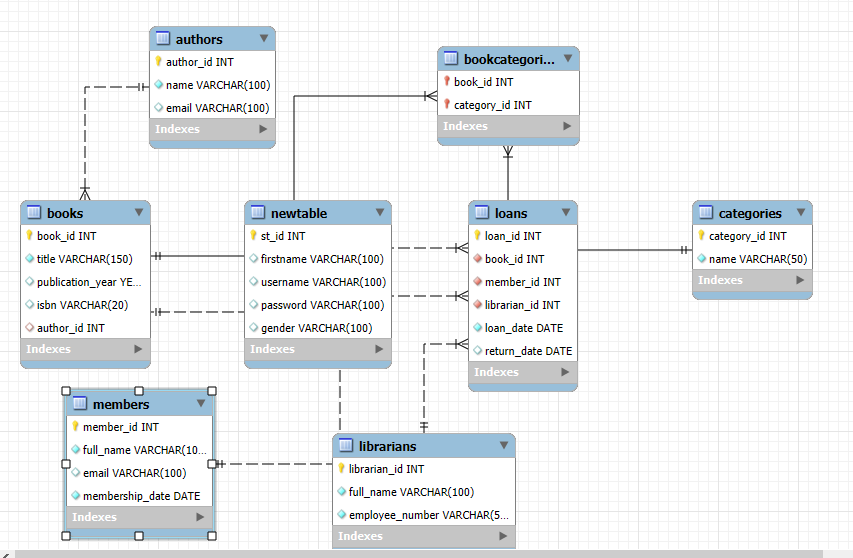 authors
author_id INT
name VARCHAR(100)
email VARCHAR(100)
Indexes
bookcategori...
book_id INT
category_id INT
Indexes
books
book_id INT
title VARCHAR(150)
publication_year YE...
isbn VARCHAR(20)
author_id INT
Indexes
newtable
st_id INT
firstname VARCHAR(100)
username VARCHAR(100)
password VARCHAR(100)
gender VARCHAR(100)
Indexes
loans
loan_id INT
book_id INT
member_id INT
librarian_id INT
loan_date DATE
return_date DATE
Indexes
categories
category_id INT
name VARCHAR(50)
Indexes
members
member_id INT
full_name VARCHAR(10...
email VARCHAR(100)
membership_date DATE
Indexes
librarians
librarian_id INT
full_name VARCHAR(100)
employee_number VARCHAR(5...
Indexes